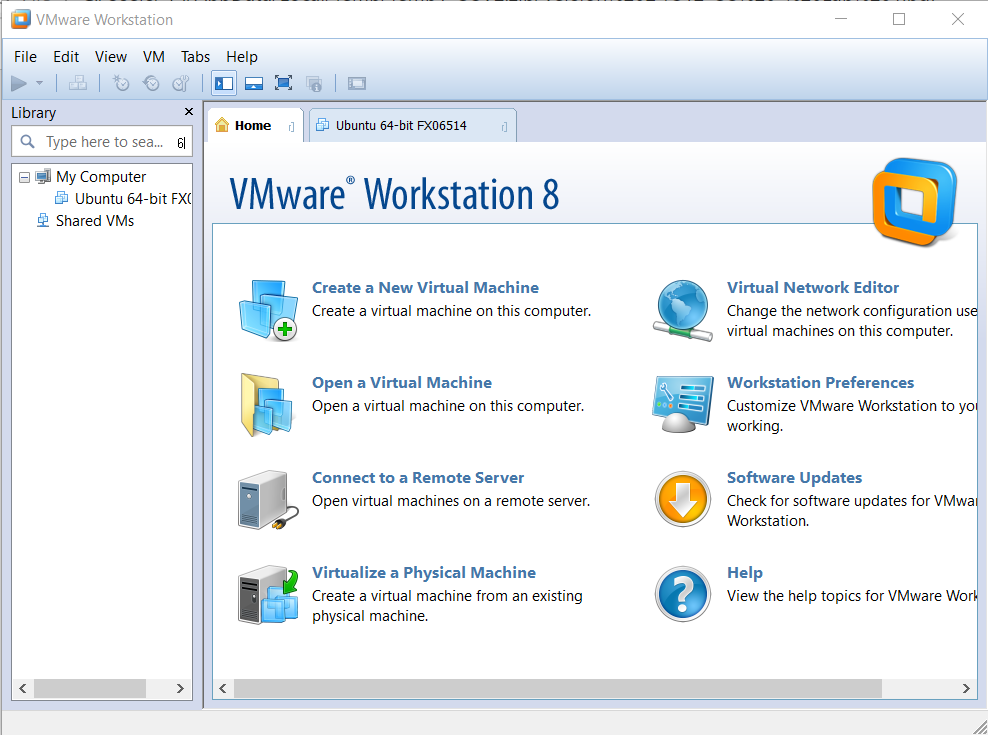 VMware Workstation
File Edit View VM Tabs Help
Library
Type here to sea...
My Computer
Ubuntu 64-bit FX0
Shared VMs
Home
Ubuntu 64-bit FX06514
VMware® Workstation 8
Create a New Virtual Machine
Create a virtual machine on this computer.
Open a Virtual Machine
Open a virtual machine on this computer.
Connect to a Remote Server
Open virtual machines on a remote server.
Virtualize a Physical Machine
Create a virtual machine from an existing
physical machine.
Virtual Network Editor
Change the network configuration use
virtual machines on this computer.
Workstation Preferences
Customize VMware Workstation to you
working.
Software Updates
Check for software updates for VMwar
Workstation.
Help
View the help topics for VMware Work